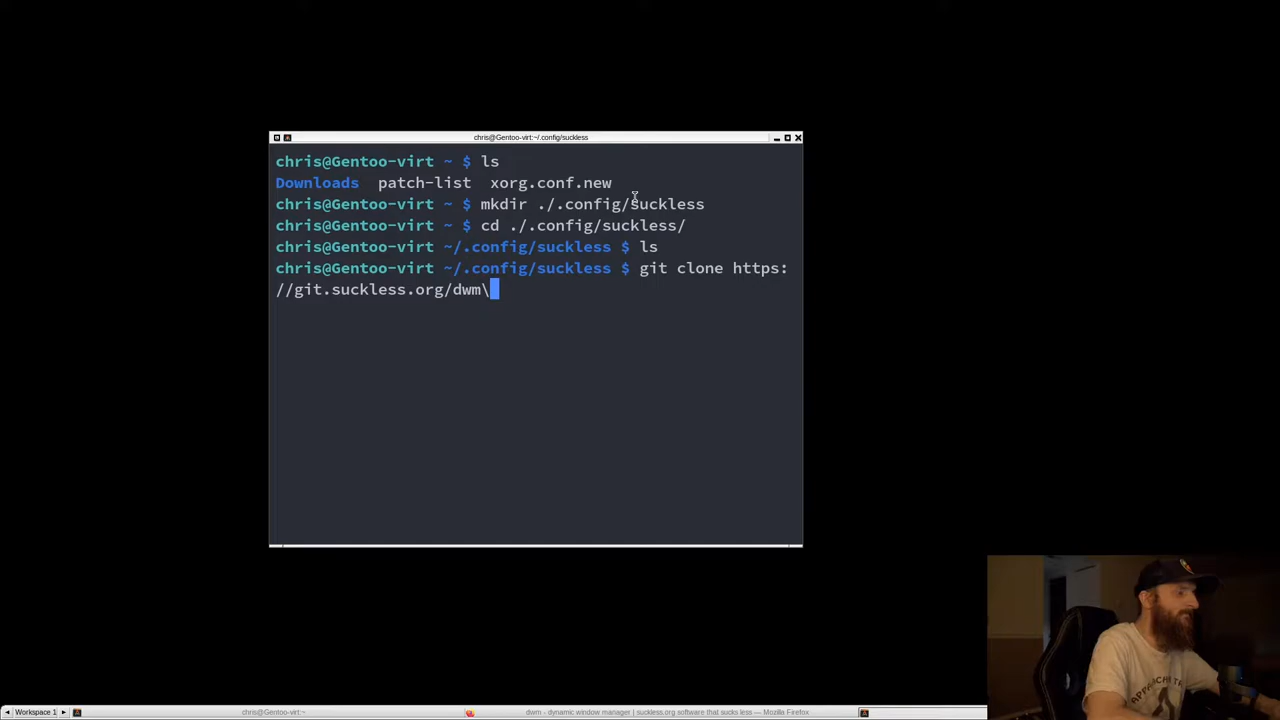 chris@Gentoo-virt:~/.config/suckless
chris@Gentoo-virt ~ $ ls
Downloads patch-list xorg.conf.new
chris@Gentoo-virt ~ $ mkdir ./.config/suckless
chris@Gentoo-virt ~ $ cd ./.config/suckless/
chris@Gentoo-virt ~/.config/suckless $ ls
chris@Gentoo-virt ~/.config/suckless $ git clone https:
//git.suckless.org/dwm\
Workspace 1 chris@Gentoo-virt:~ dwm - dynamic window manager | suckless.org software that sucks less — Mozilla Firefox